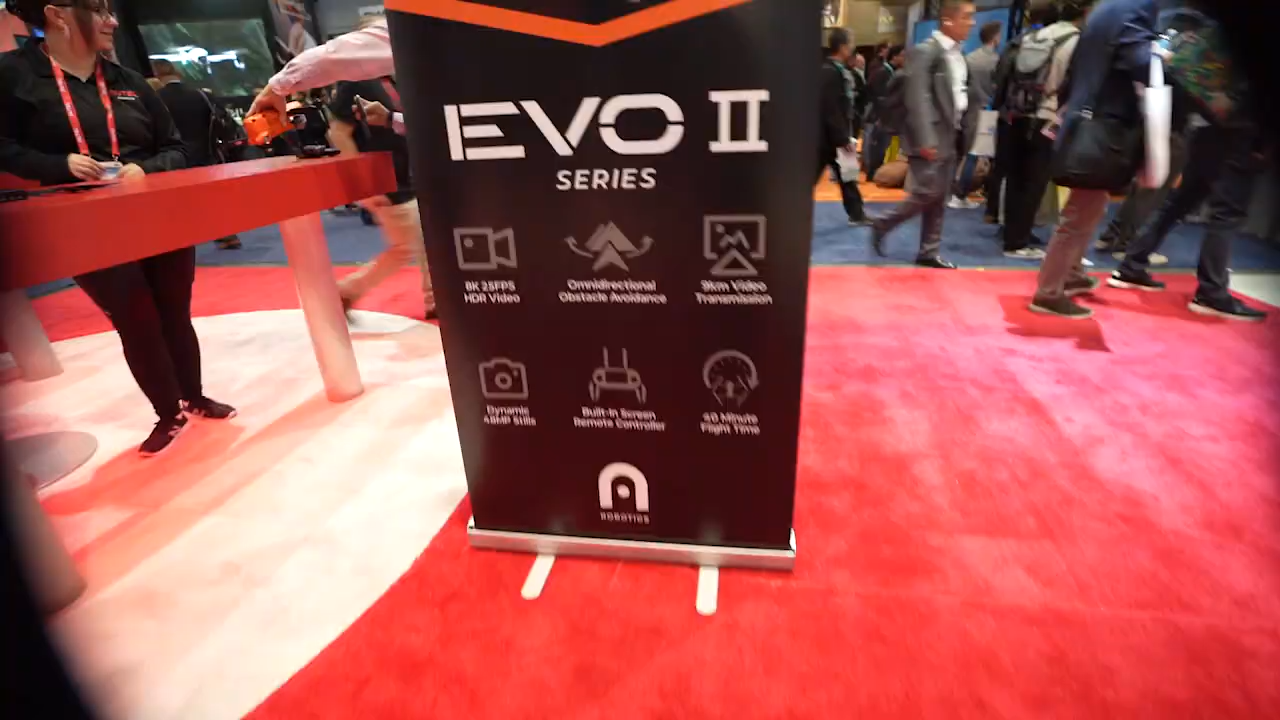 EVO II
SERIES
8K 25FPS
HDR Video
Omnidirectional
Obstacle Avoidance
9km Video
Transmission
Dynamic
48MP Stills
Built-In Screen
Remote Controller
40 Minute
Flight Time
ROBOTICS